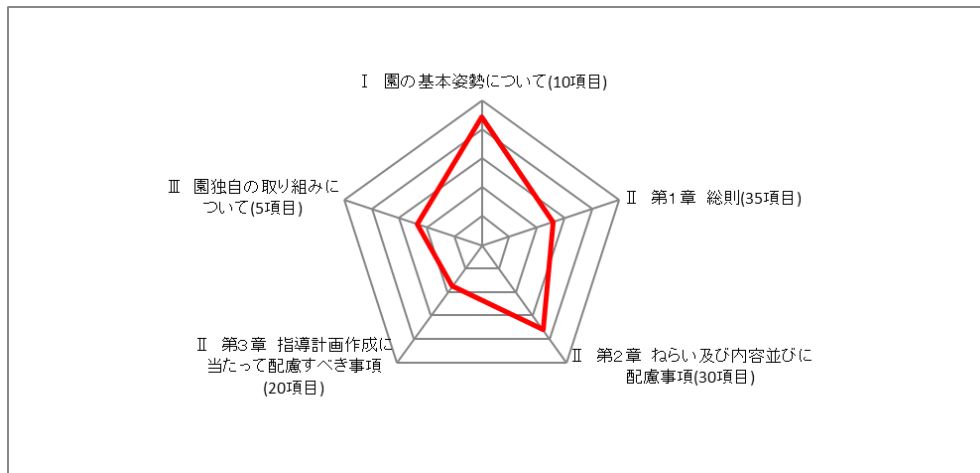 Ⅰ 園の基本姿勢について(10項目)
Ⅱ 第1章 総則(35項目)
Ⅱ 第2章 ねらい及び内容並びに
配慮事項(30項目)
Ⅱ 第3章 指導計画作成に
当たって配慮すべき事項
(20項目)
Ⅲ 園独自の取り組みに
ついて(5項目)